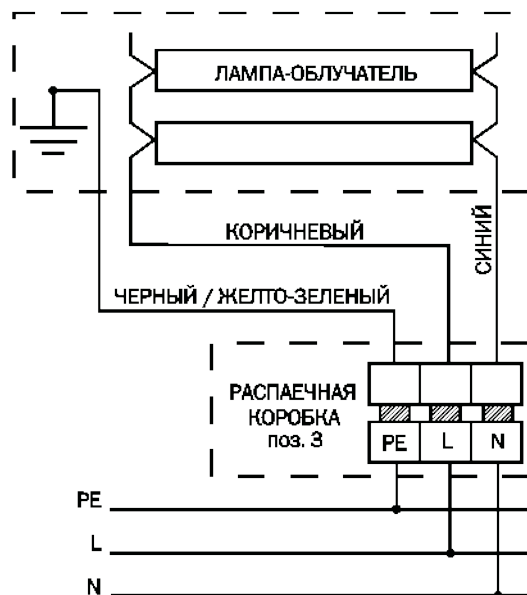 ЛАМПА-ОБЛУЧАТЕЛЬ
КОРИЧНЕВЫЙ
СИНИЙ
ЧЕРНЫЙ / ЖЕЛТО-ЗЕЛЕНЫЙ
РАСПАЕЧНАЯ
КОРОБКА
поз. 3
PE L N
PE
L
N